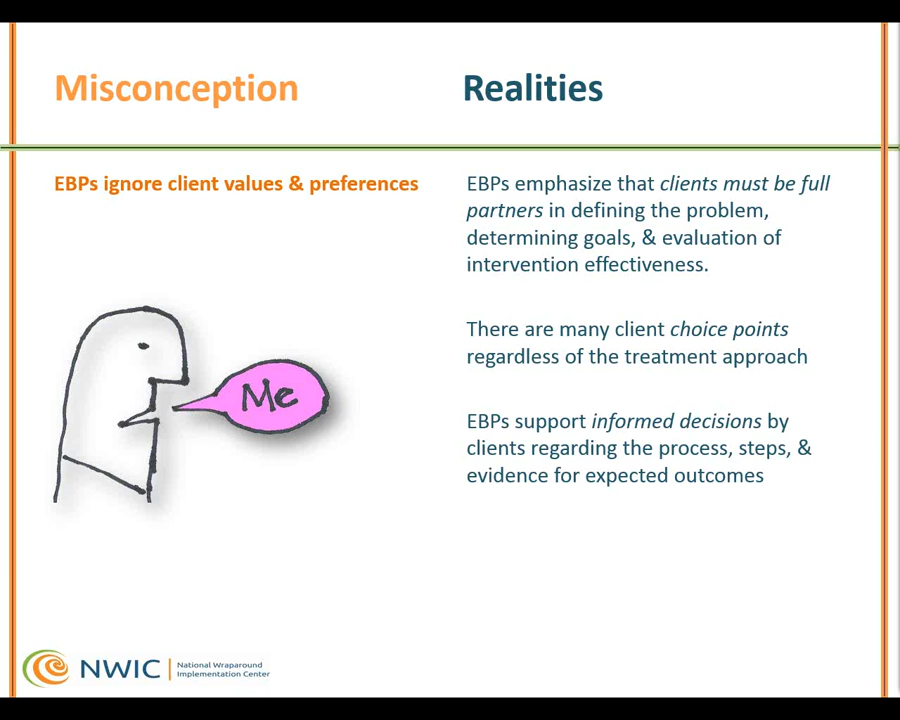 Misconception
Realities
EBPs ignore client values & preferences
Me
EBPs emphasize that clients must be full
partners in defining the problem,
determining goals, & evaluation of
intervention effectiveness.
There are many client choice points
regardless of the treatment approach
EBPs support informed decisions by
clients regarding the process, steps, &
evidence for expected outcomes
NWIC
National Wraparound
Implementation Center